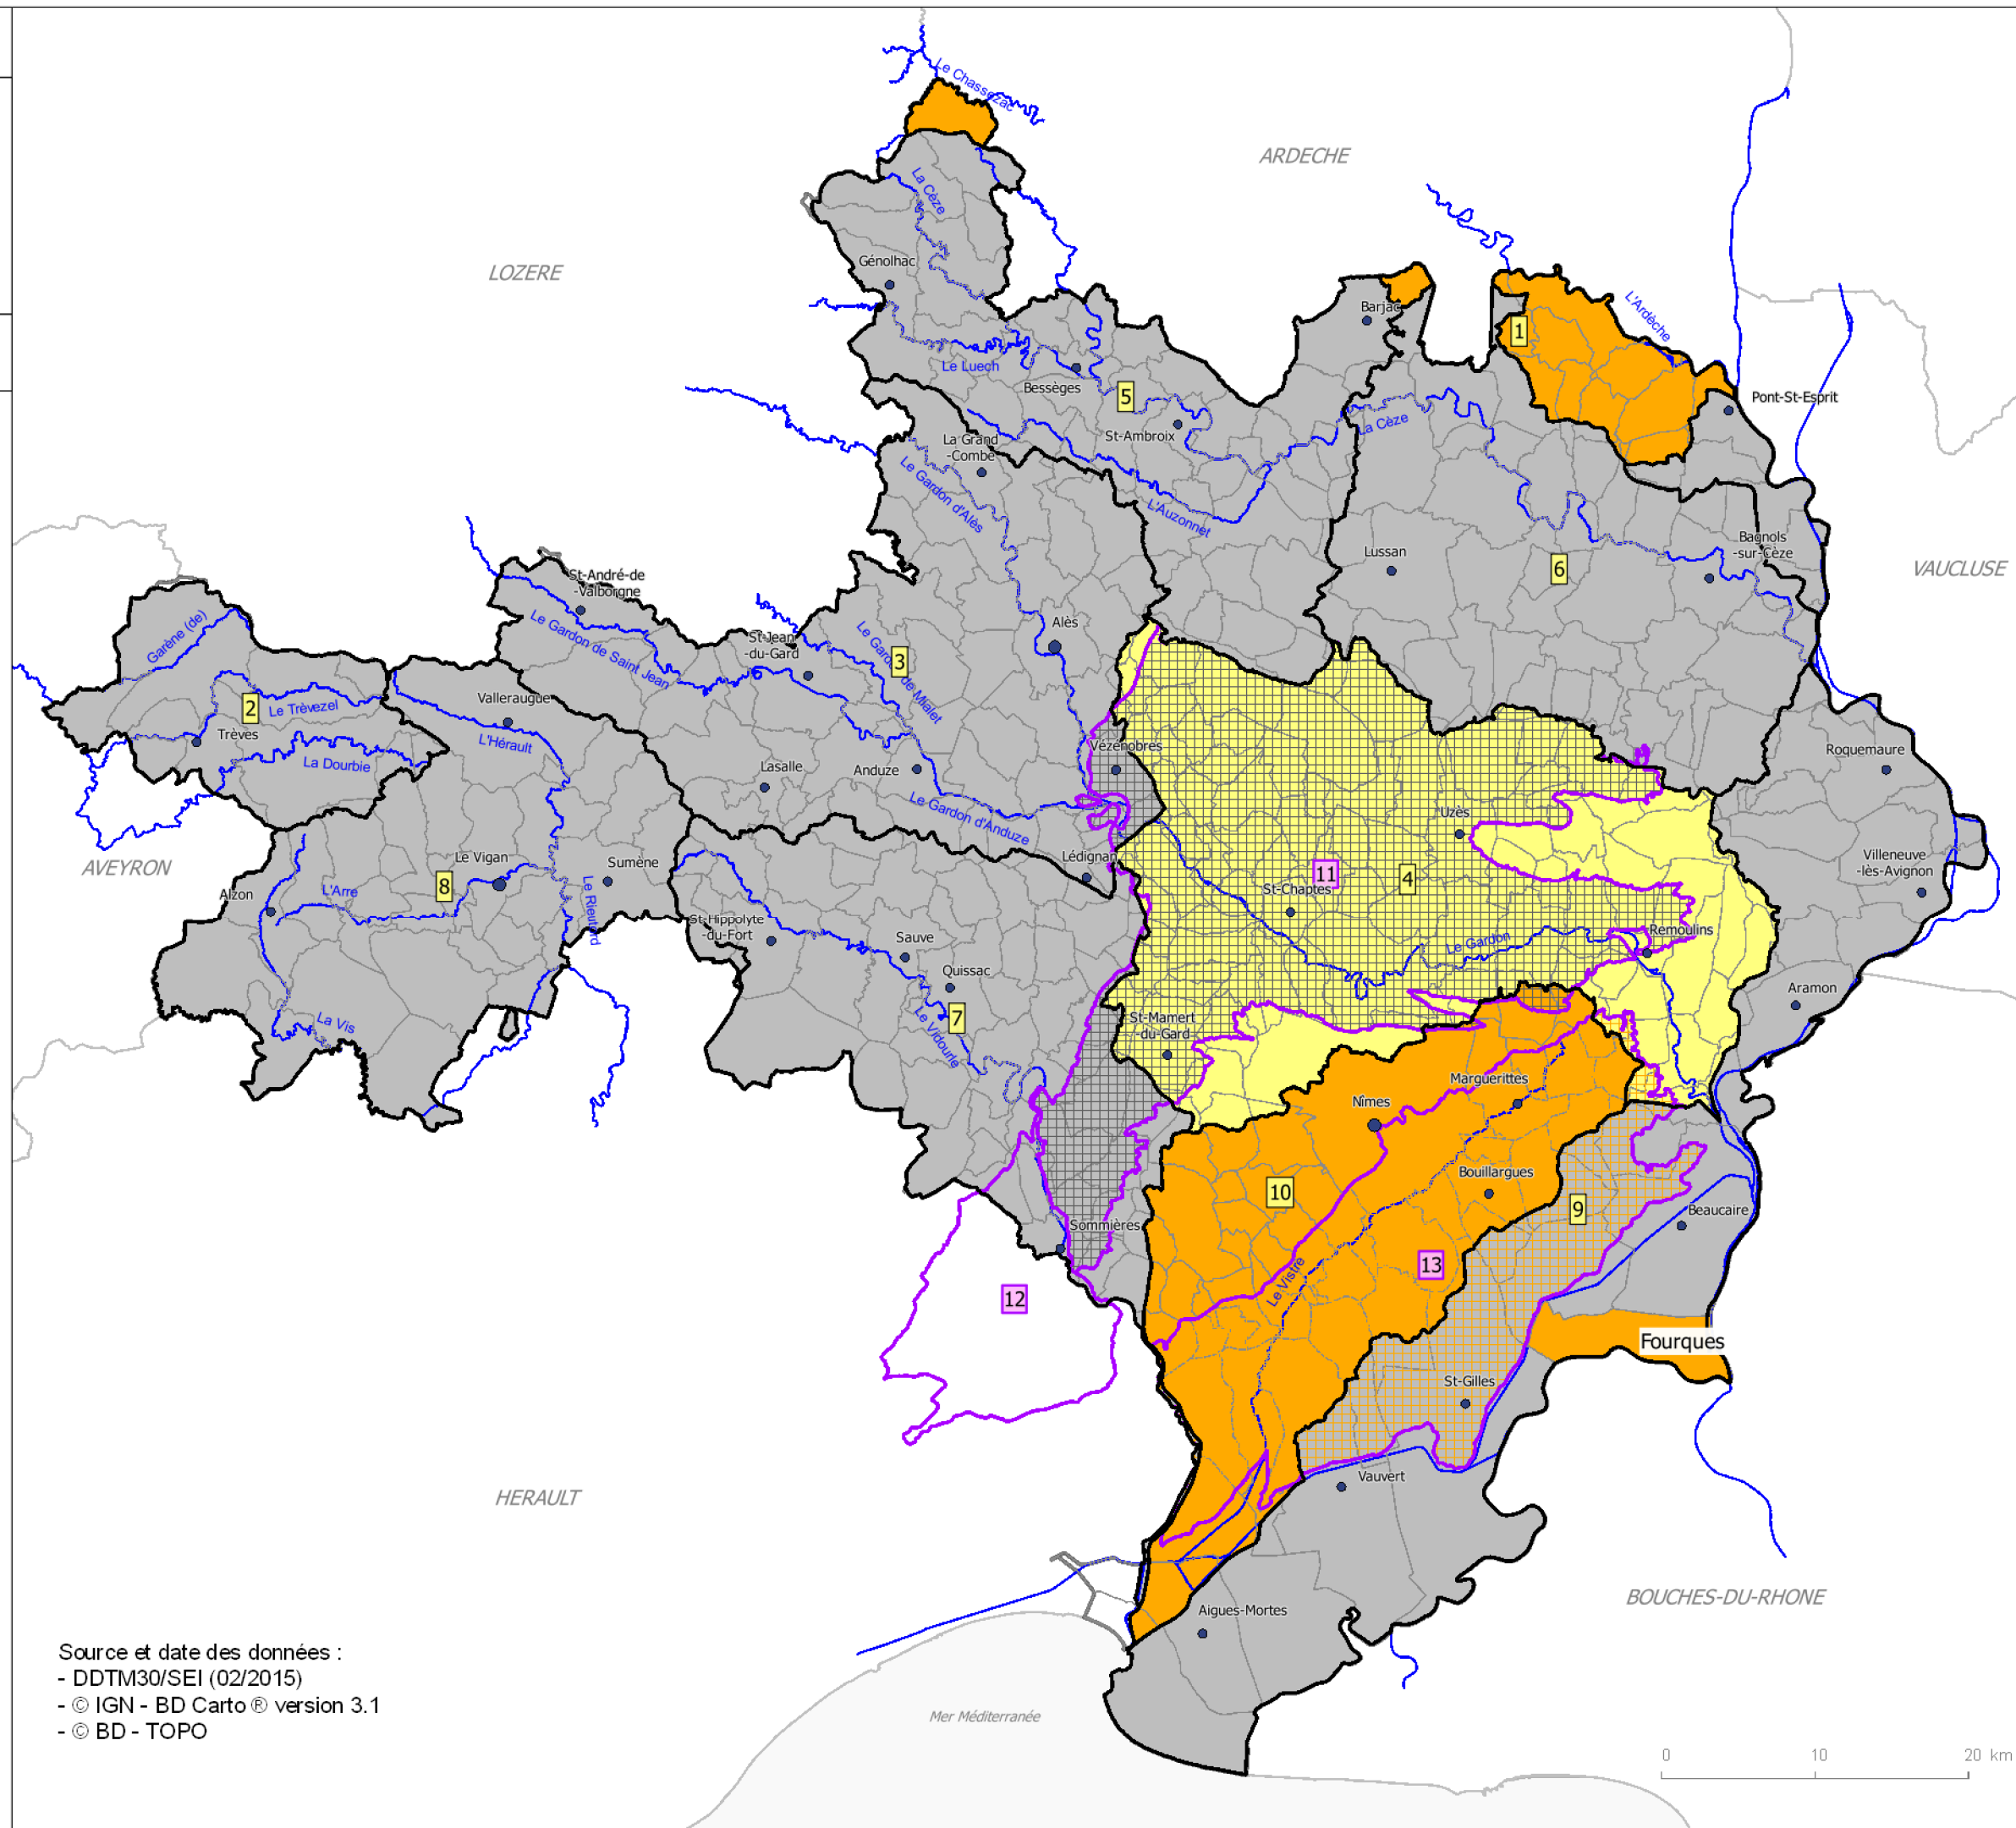 Le Chassezac
ARDECHE
La Cèze
LOZERE
Génolhac
Barjac
1
L'Ardèche
Le Luech
Bessèges
5
Pont-St-Esprit
St-Ambroix
La Cèze
La Grand
-Combe
Le Gardon d'Alès
L'Auzonnet
Lussan
6
Bagnols
-sur-Cèze
VAUCLUSE
St-André-de
-Valborgne
Garène (de)
Le Gardon de Saint Jean
St-Jean
-du-Gard
Le Gardon de Mialet
3
Alès
2
Le Trèvezel
Trèves
La Dourbie
Valleraugue
L'Hérault
Lasalle
Anduze
Le Gardon d'Anduze
Vézénobres
Roquemaure
Uzès
AVEYRON
Le Vigan
Sumène
8
L'Arre
Alzon
Le Rieutord
Lédignan
11
4
St-Chaptes
Villeneuve
-lès-Avignon
St-Hippolyte
-du-Fort
Sauve
Quissac
Le Gardon
Remoulins
Aramon
7
Le Vidourle
La Vis
St-Mamert
-du-Gard
Marguerittes
Nîmes
Bouillargues
10
9
Beaucaire
Sommières
13
12
Le Vistre
Fourques
St-Gilles
Vauvert
HERAULT
BOUCHES-DU-RHONE
Aigues-Mortes
Mer Méditerranée
Source et date des données :
- DDTM30/SEI (02/2015)
- © IGN - BD Carto ® version 3.1
- © BD - TOPO
0 10 20 km